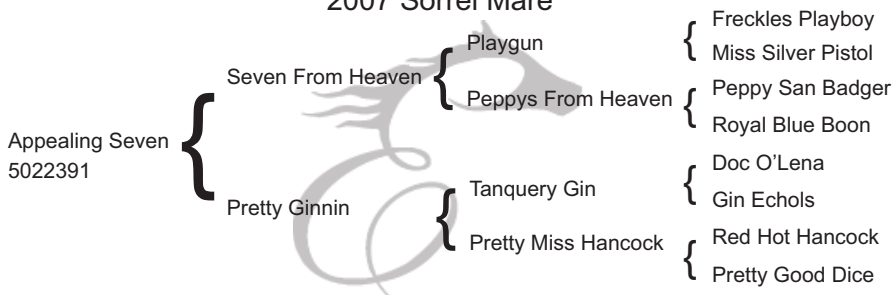 2007 Sorrel Mare
Appealing Seven
5022391
Seven From Heaven
Pretty Ginnin
Playgun
Peppys From Heaven
Tanquery Gin
Pretty Miss Hancock
Freckles Playboy
Miss Silver Pistol
Peppy San Badger
Royal Blue Boon
Doc O'Lena
Gin Echols
Red Hot Hancock
Pretty Good Dice